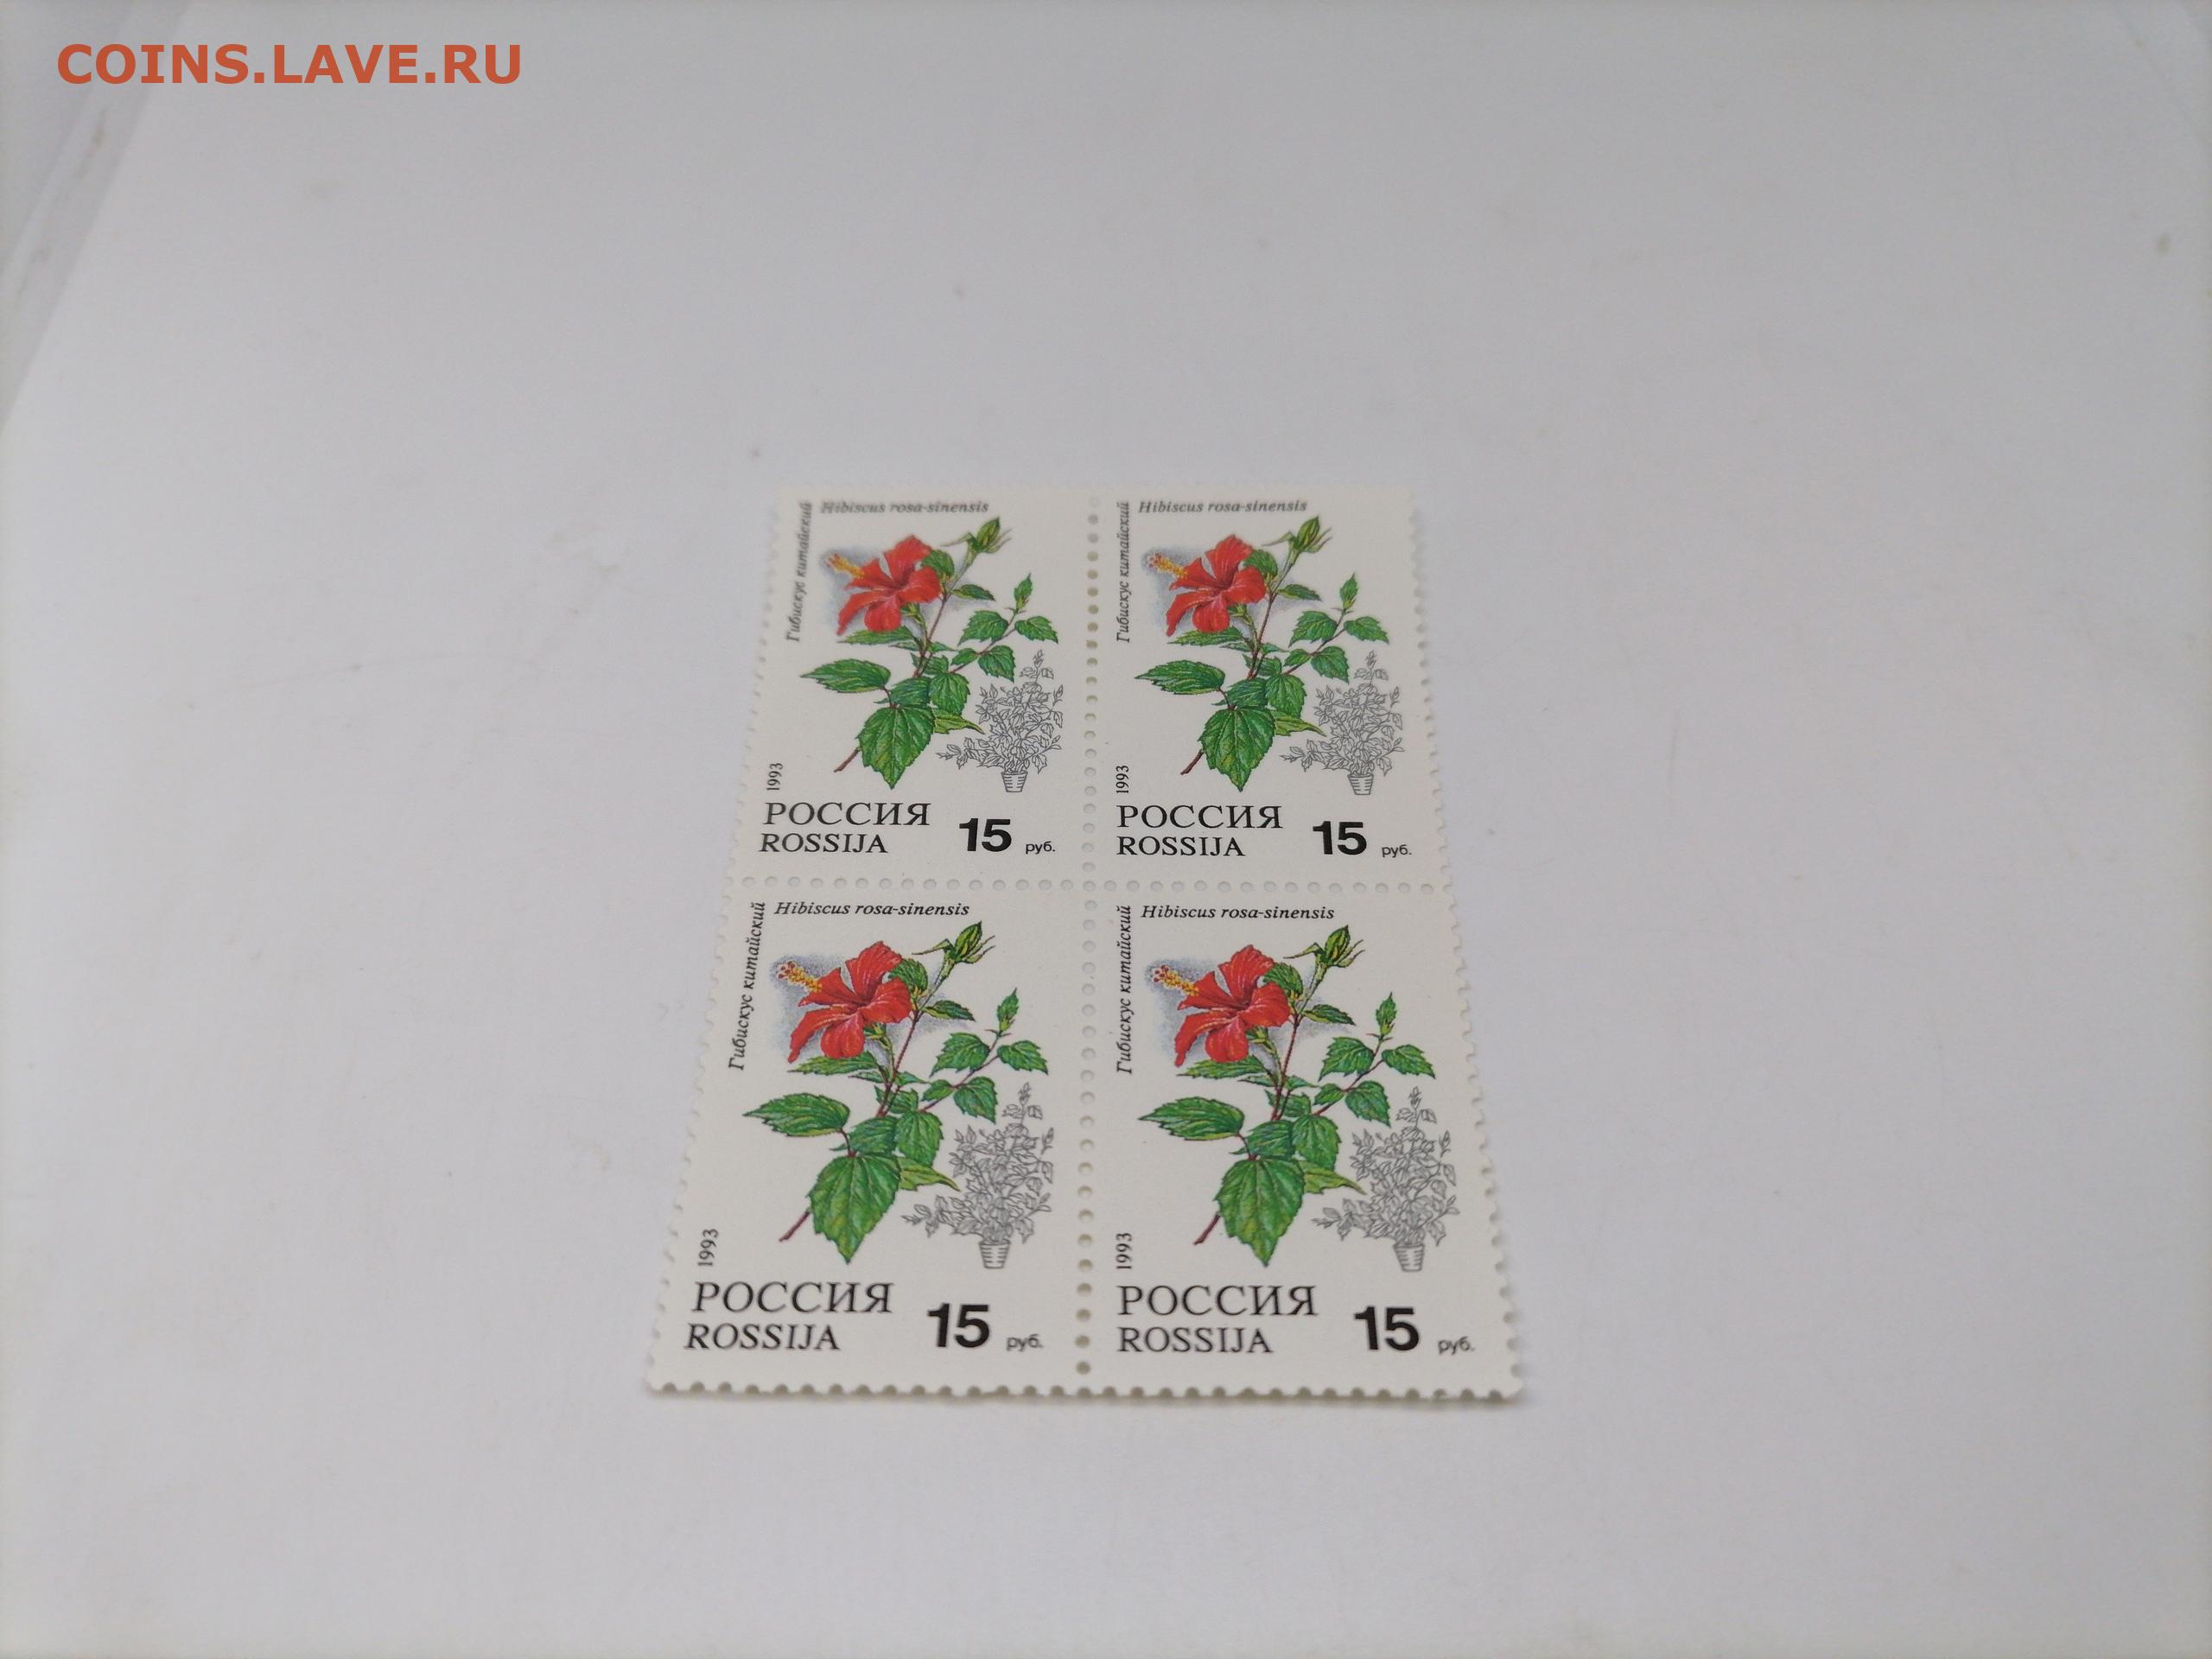 COINS.LAVE.RU
Hibiscus rosa-sinensis
Гибискус китайский
1993
РОССИЯ
ROSSIJA
15 руб.
Hibiscus rosa-sinensis
Гибискус китайский
1993
РОССИЯ
ROSSIJA
15 руб.
Hibiscus rosa-sinensis
Гибискус китайский
1993
РОССИЯ
ROSSIJA
15 руб.
Hibiscus rosa-sinensis
Гибискус китайский
1993
РОССИЯ
ROSSIJA
15 руб.